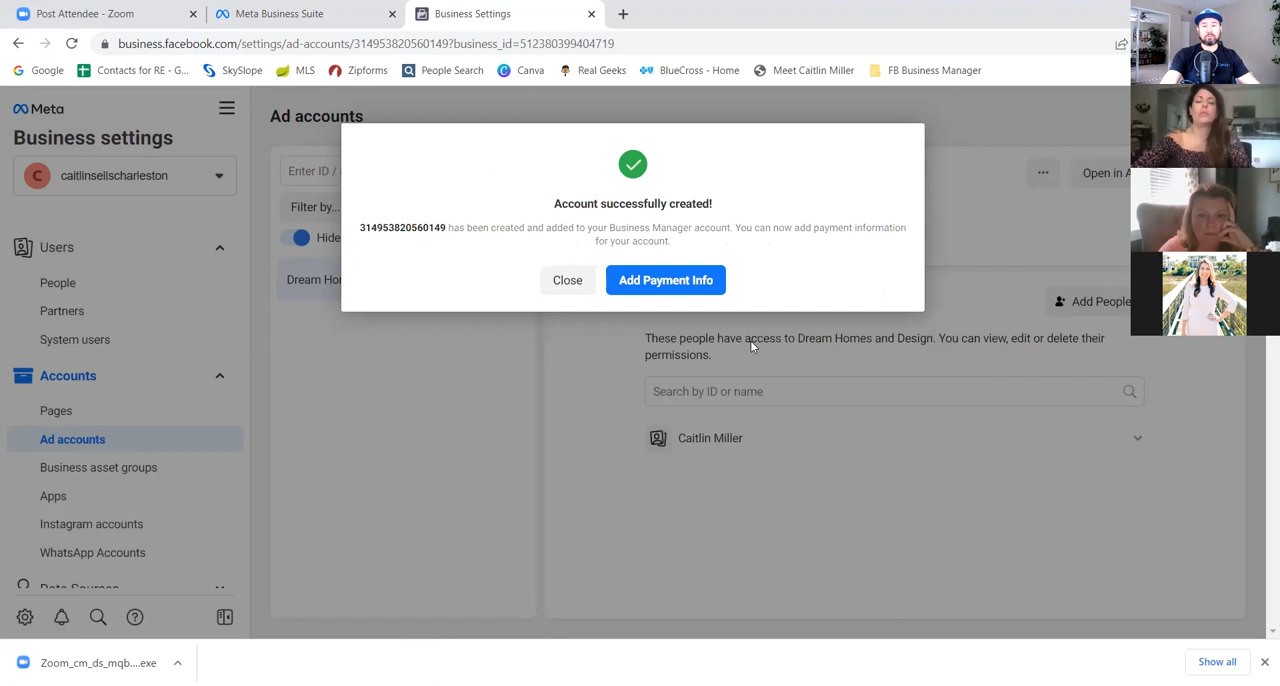 Post Attendee - Zoom
Meta Business Suite
Business Settings
business.facebook.com/settings/ad-accounts/314953820560149?business_id=512380399404719
Google
Contacts for RE - G...
SkySlope
MLS
Zipforms
People Search
Canva
Real Geeks
BlueCross - Home
Meet Caitlin Miller
FB Business Manager
Meta
Business settings
C
caitlinsellscharleston
Users
People
Partners
System users
Accounts
Pages
Ad accounts
Business asset groups
Apps
Instagram accounts
WhatsApp Accounts
Data Sources
Ad accounts
Enter ID /
Filter by...
Hide
Dream Hor
Open in A
Account successfully created!
314953820560149 has been created and added to your Business Manager account. You can now add payment information
for your account.
Close
Add Payment Info
Add People
These people have access to Dream Homes and Design. You can view, edit or delete their
permissions.
Search by ID or name
Caitlin Miller
Zoom_cm_ds_mqb....exe
Show all